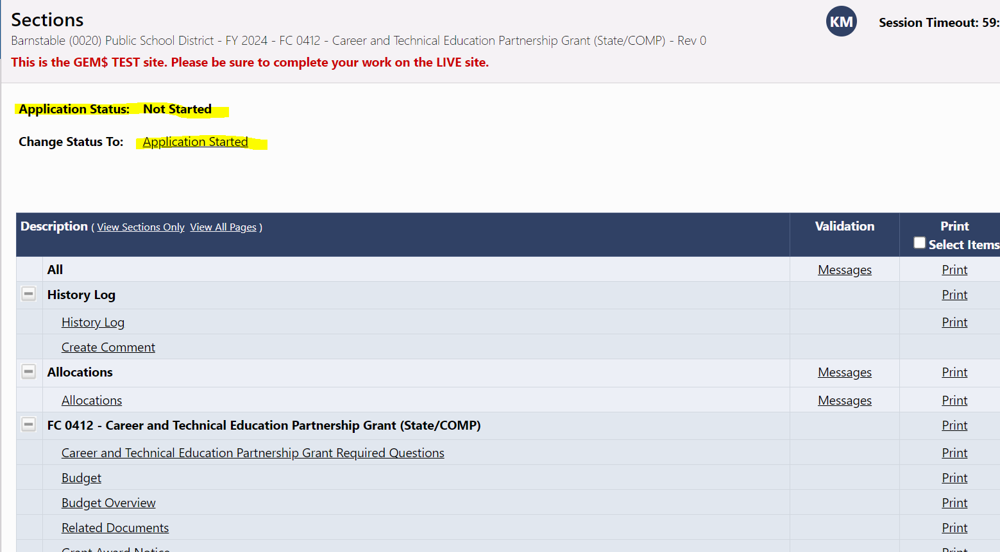 Sections
KM
Session Timeout: 59:
Barnstable (0020) Public School District - FY 2024 - FC 0412 - Career and Technical Education Partnership Grant (State/COMP) - Rev 0
This is the GEM$ TEST site. Please be sure to complete your work on the LIVE site.
Application Status: Not Started
Change Status To: Application Started
Description ( View Sections Only View All Pages ) Validation Print
Select Items
All Messages Print
History Log Print
History Log Print
Create Comment
Allocations Messages Print
Allocations Messages Print
FC 0412 - Career and Technical Education Partnership Grant (State/COMP) Print
Career and Technical Education Partnership Grant Required Questions Print
Budget Print
Budget Overview Print
Related Documents Print
Grant Award Notice Print